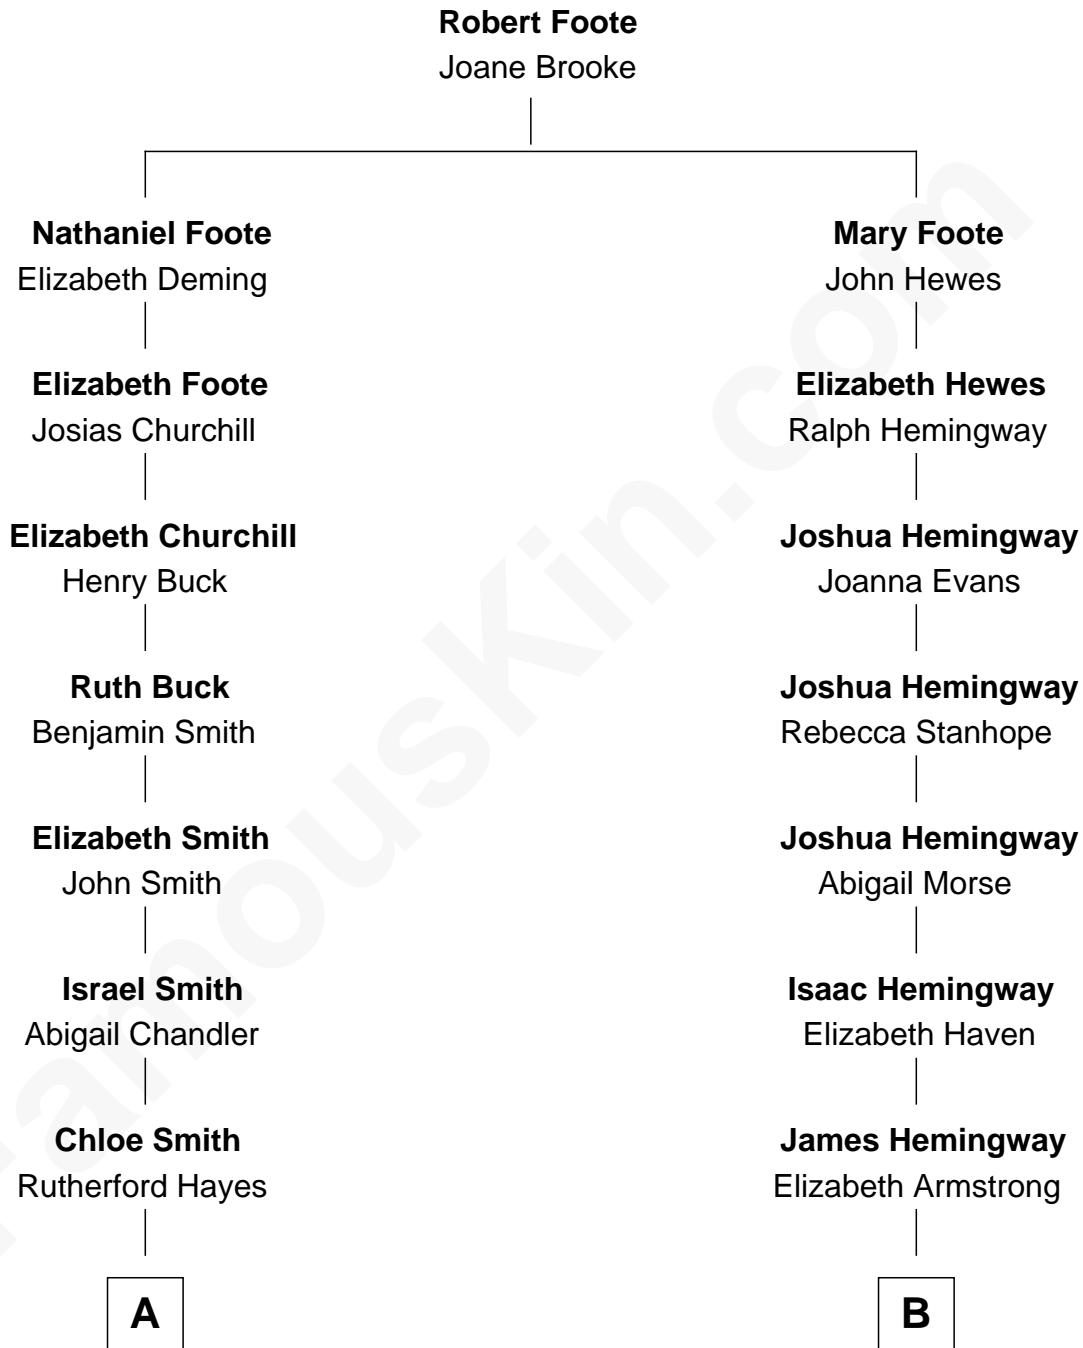 Robert Foote
Joane Brooke
Nathaniel Foote
Elizabeth Deming
Elizabeth Foote
Josias Churchill
Elizabeth Churchill
Henry Buck
Ruth Buck
Benjamin Smith
Elizabeth Smith
John Smith
Israel Smith
Abigail Chandler
Chloe Smith
Rutherford Hayes
A
Mary Foote
John Hewes
Elizabeth Hewes
Ralph Hemingway
Joshua Hemingway
Joanna Evans
Joshua Hemingway
Rebecca Stanhope
Joshua Hemingway
Abigail Morse
Isaac Hemingway
Elizabeth Haven
James Hemingway
Elizabeth Armstrong
B
FamousKin.com